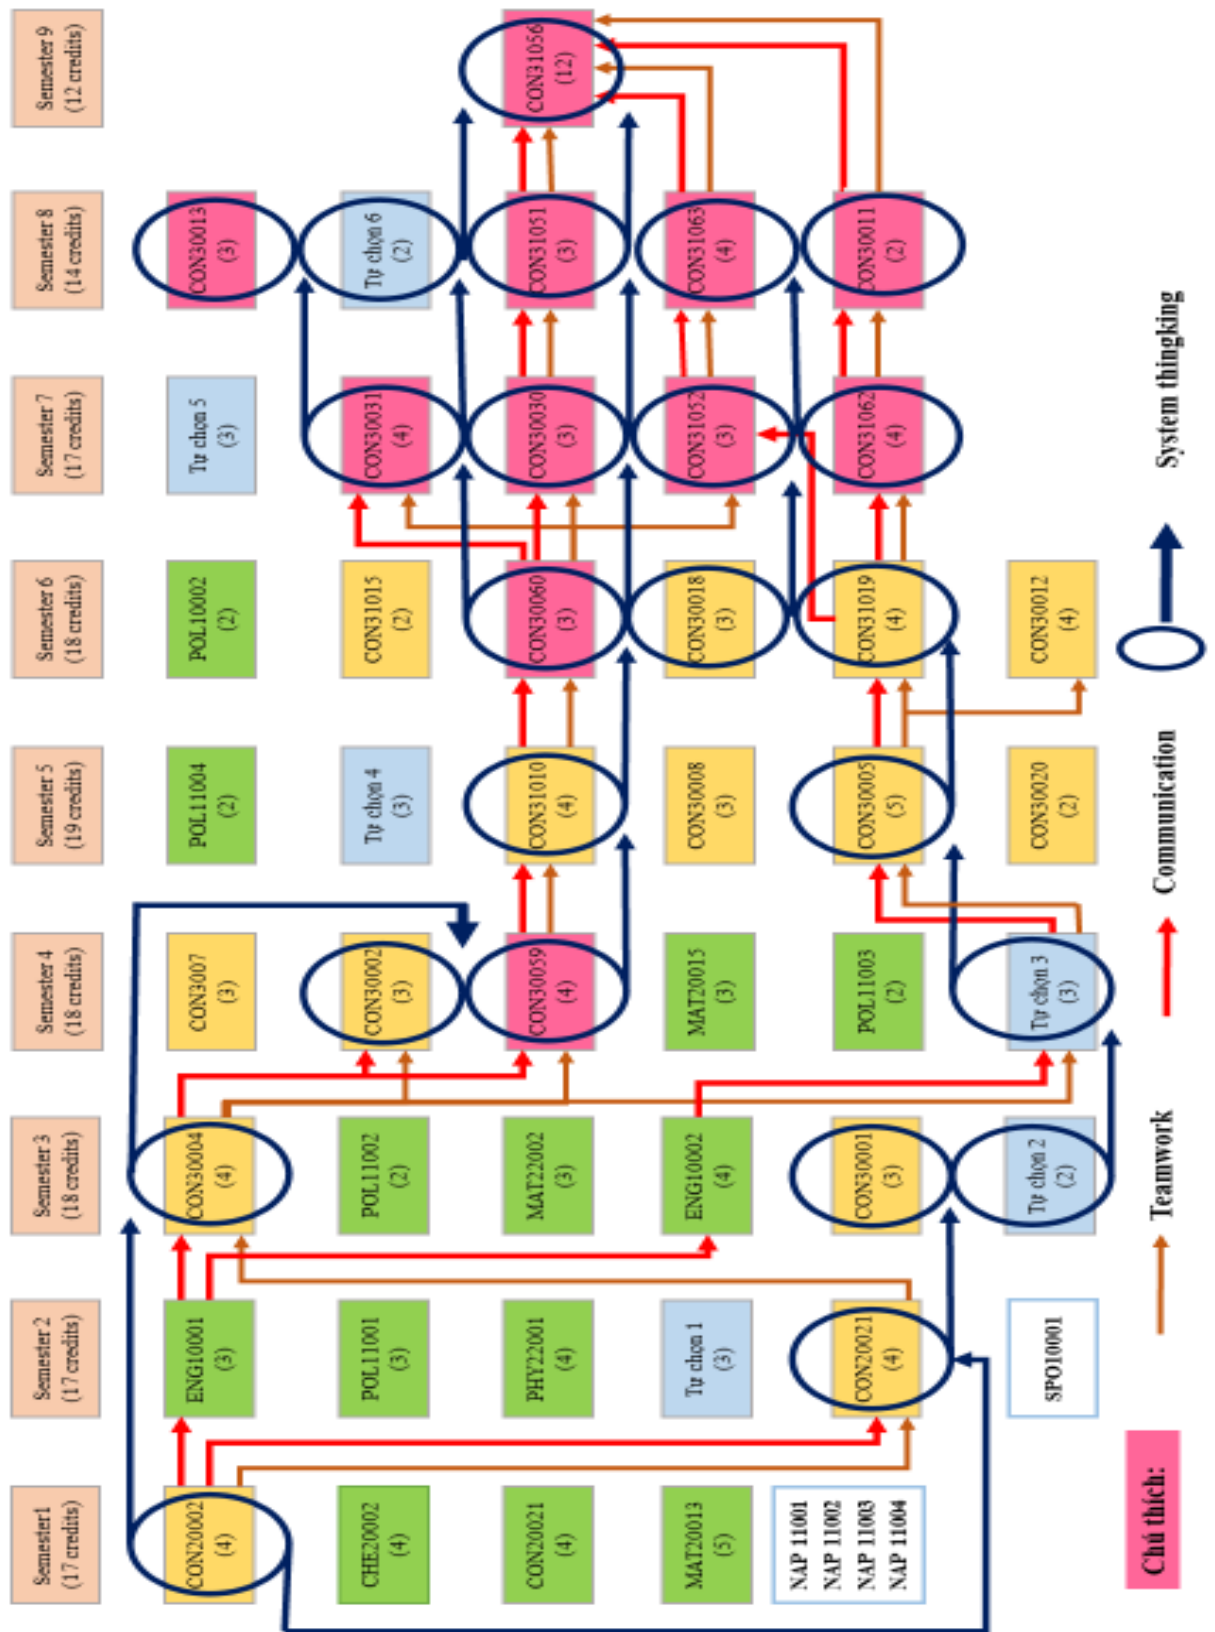 Semester 1
(17 credits)
CON20002
(4)
CHE20002
(4)
CON20021
(4)
MAT20013
(5)
NAP 11001
NAP 11002
NAP 11003
NAP 11004
Semester 2
(17 credits)
ENG10001
(3)
POL11001
(3)
PHY22001
(4)
Tự chọn 1
(3)
CON20021
(4)
SPO10001
Semester 3
(18 credits)
CON30004
(4)
POL11002
(2)
MAT22002
(3)
ENG10002
(4)
CON30001
(3)
Tự chọn 2
(2)
Semester 4
(18 credits)
CON3007
(3)
CON30002
(3)
CON30059
(4)
MAT20015
(3)
POL11003
(2)
Tự chọn 3
(3)
Semester 5
(19 credits)
POL11004
(2)
Tự chọn 4
(3)
CON31010
(4)
CON30008
(3)
CON30005
(5)
CON30020
(2)
Semester 6
(18 credits)
POL10002
(2)
CON31015
(2)
CON30060
(3)
CON30018
(3)
CON31019
(4)
CON30012
(4)
Semester 7
(17 credits)
Tự chọn 5
(3)
CON30031
(4)
CON30030
(3)
CON31052
(3)
CON31062
(4)
Semester 8
(14 credits)
CON30013
(3)
Tự chọn 6
(2)
CON31051
(3)
CON31063
(4)
CON30011
(2)
Semester 9
(12 credits)
CON31056
(12)
Chú thích:
Teamwork
Communication
System thingking